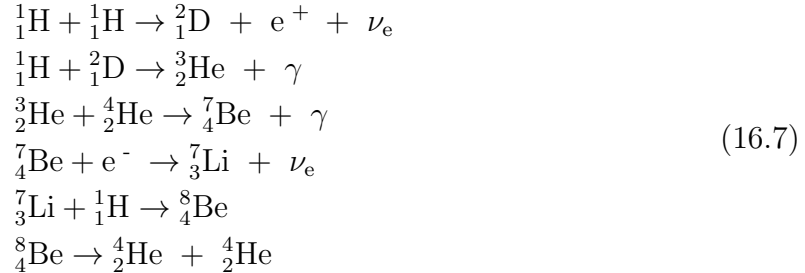 ¹₁H + ¹₁H → ²₁D + e⁺ + νₑ
¹₁H + ²₁D → ³₂He + γ
³₂He + ⁴₂He → ⁷₄Be + γ
(16.7)
⁷₄Be + e⁻ → ⁷₃Li + νₑ
⁷₃Li + ¹₁H → ⁸₄Be
⁸₄Be → ⁴₂He + ⁴₂He